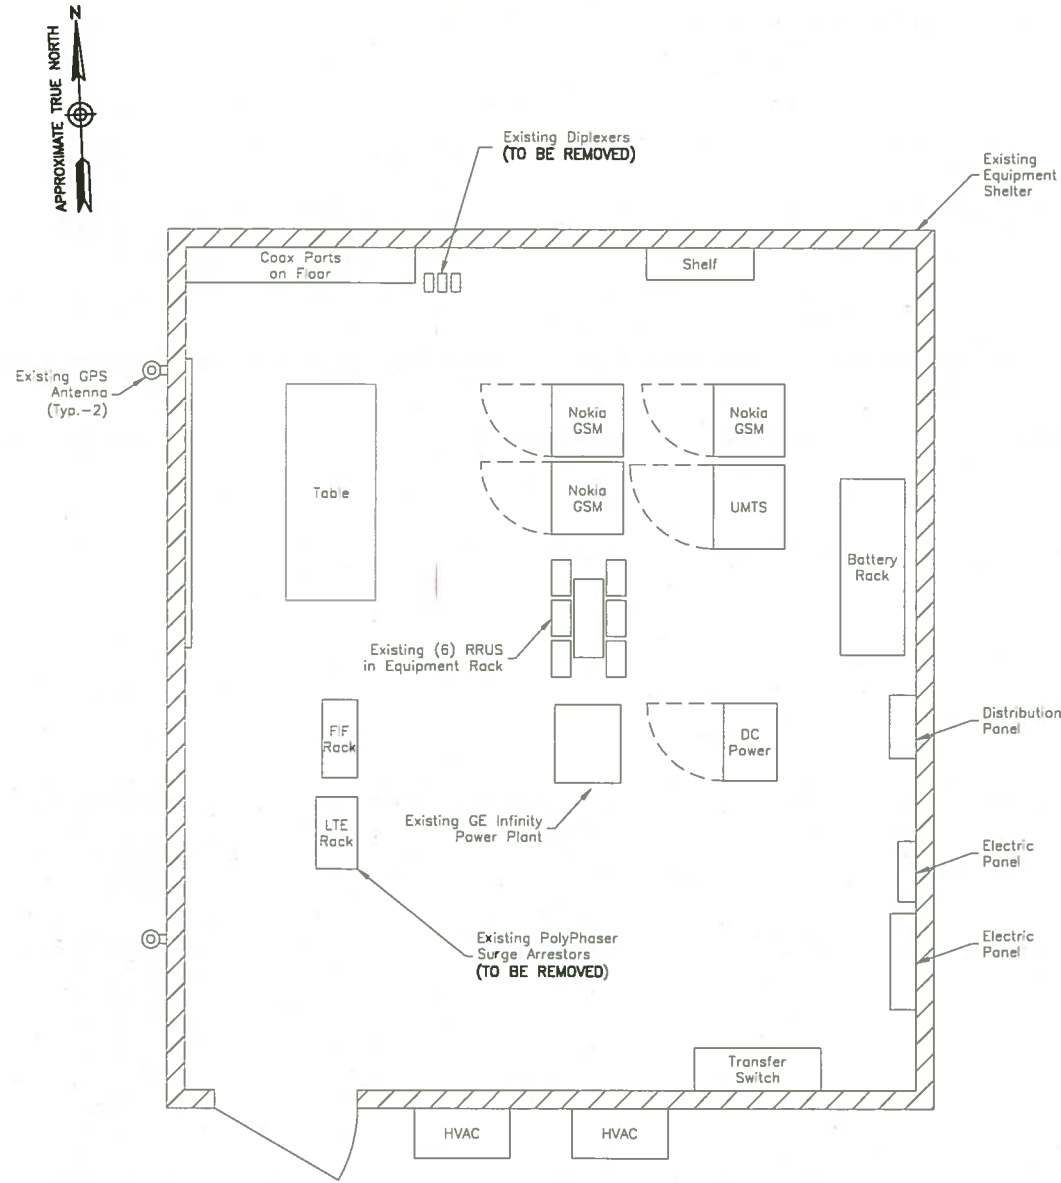 N
APPROXIMATE TRUE NORTH
Existing Diplexers
(TO BE REMOVED)
Existing
Equipment
Shelter
Coax Ports
on Floor
Shelf
Existing GPS
Antenna
(Typ.-2)
Nokia
GSM
Nokia
GSM
Table
Nokia
GSM
UMTS
Battery
Rack
Existing (6) RRUS
in Equipment Rack
FIF
Rack
DC
Power
Distribution
Panel
Existing GE Infinity
Power Plant
LTE
Rack
Electric
Panel
Existing PolyPhaser
Surge Arrestors
(TO BE REMOVED)
Electric
Panel
Transfer
Switch
HVAC
HVAC